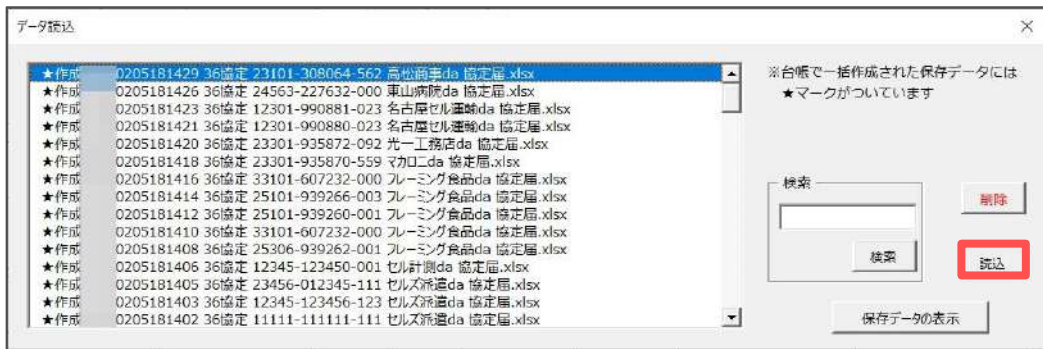 データ読込
★作成 0205181429 36協定 23101-308064-562 高松商事da 協定届.xlsx
★作成 0205181426 36協定 24563-227632-000 東山病院da 協定届.xlsx
★作成 0205181423 36協定 12301-990881-023 名古屋セル運輸da 協定届.xlsx
★作成 0205181421 36協定 12301-990880-023 名古屋セル運輸da 協定届.xlsx
★作成 0205181420 36協定 23301-935872-092 光一工務店da 協定届.xlsx
★作成 0205181418 36協定 23301-935870-559 マカロニda 協定届.xlsx
★作成 0205181416 36協定 33101-607232-000 フレーミング食品da 協定届.xlsx
★作成 0205181414 36協定 25101-939266-003 フレーミング食品da 協定届.xlsx
★作成 0205181412 36協定 25101-939260-001 フレーミング食品da 協定届.xlsx
★作成 0205181410 36協定 33101-607232-000 フレーミング食品da 協定届.xlsx
★作成 0205181408 36協定 25306-939262-001 フレーミング食品da 協定届.xlsx
★作成 0205181406 36協定 12345-123450-001 セル計測da 協定届.xlsx
★作成 0205181405 36協定 23456-012345-111 セルズ派遣da 協定届.xlsx
★作成 0205181403 36協定 12345-123456-123 セルズ派遣da 協定届.xlsx
★作成 0205181402 36協定 11111-111111-111 セルズ派遣da 協定届.xlsx
※台帳で一括作成された保存データには
★マークがついています
検索
検索
削除
読込
保存データの表示